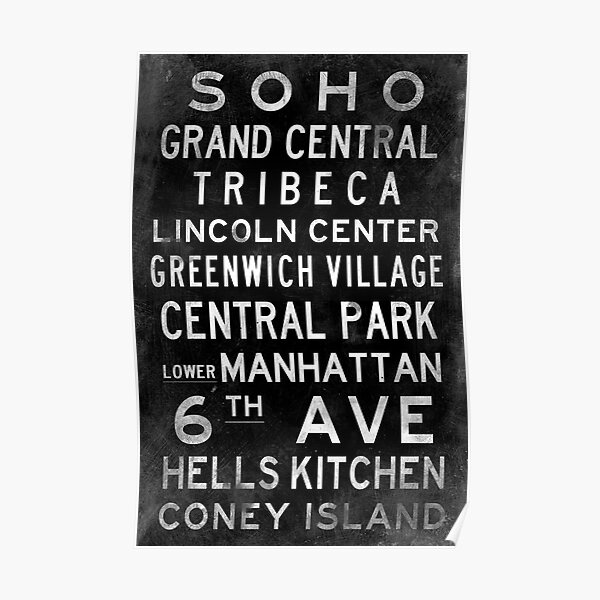 SOHO
GRAND CENTRAL
TRIBECA
LINCOLN CENTER
GREENWICH VILLAGE
CENTRAL PARK
LOWER MANHATTAN
6TH AVE
HELLS KITCHEN
CONEY ISLAND